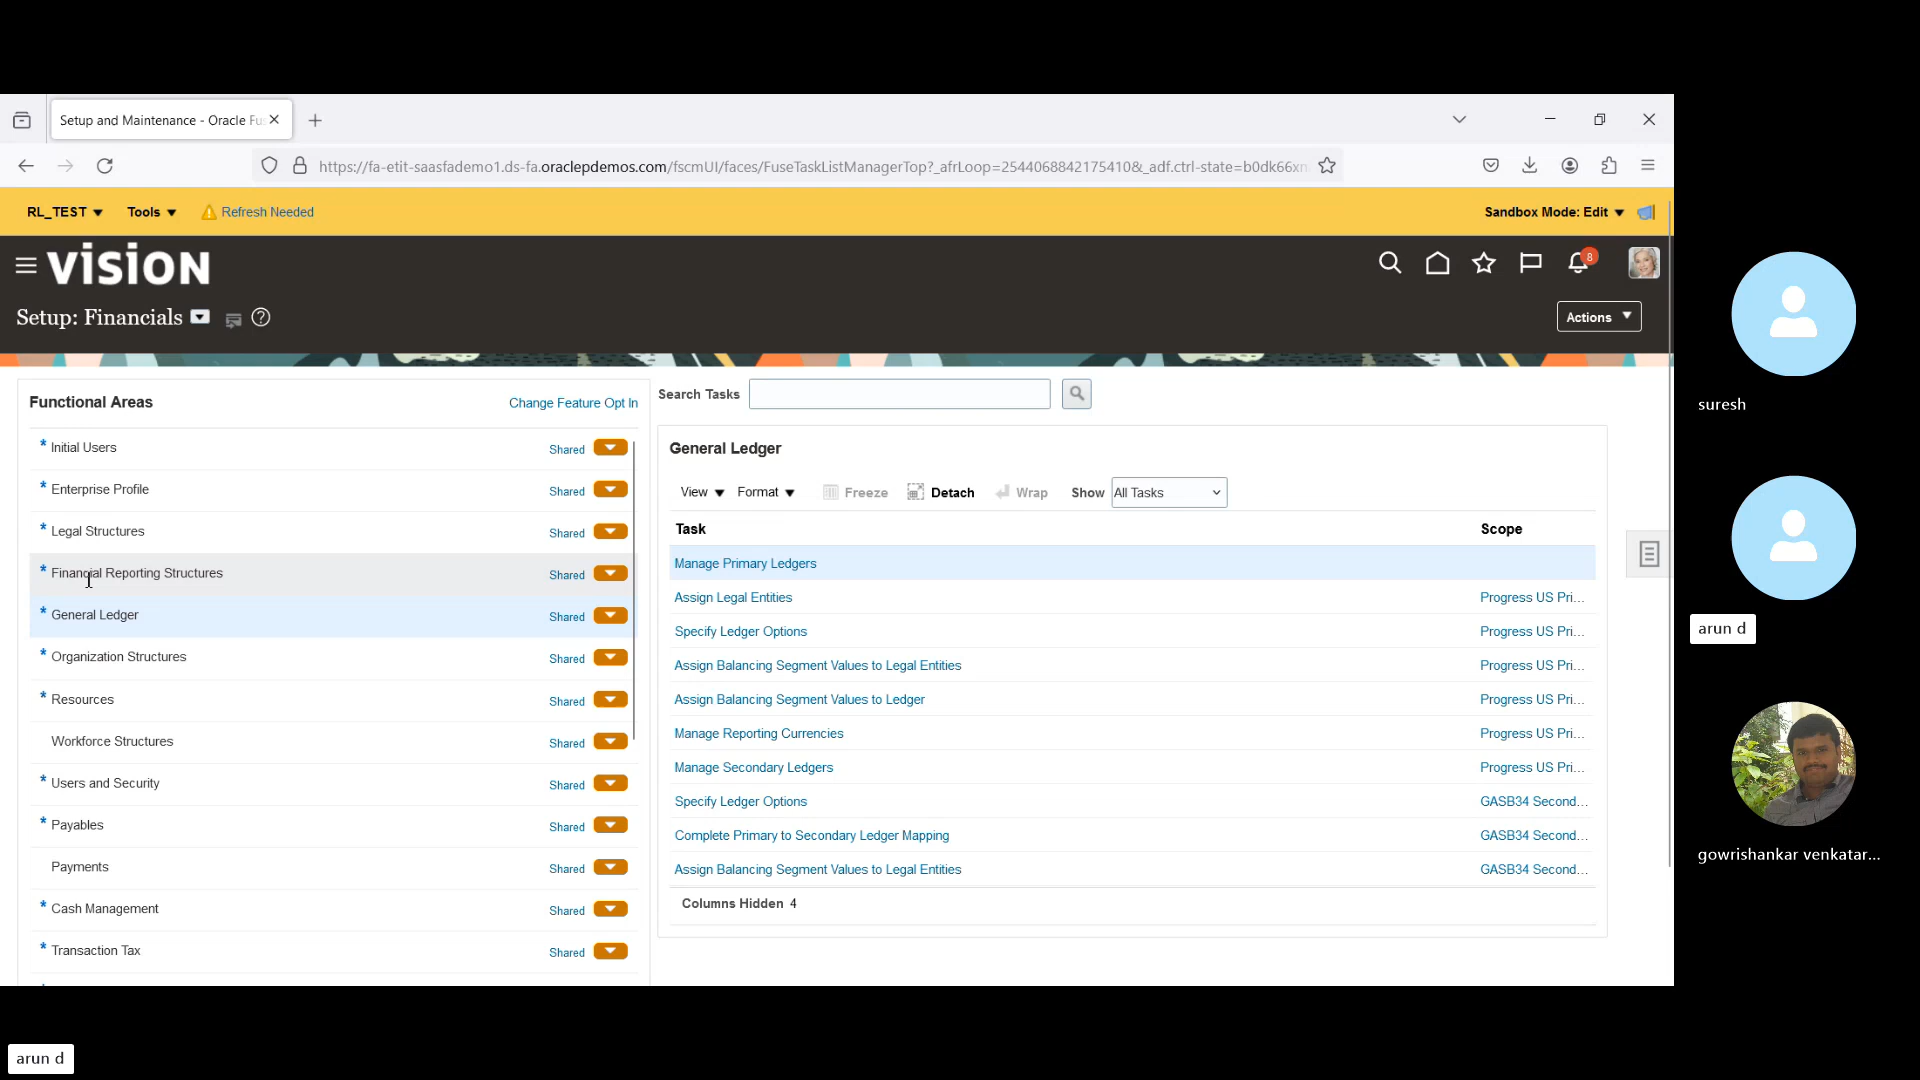 Setup and Maintenance - Oracle Fu
https://fa-etit-saasfademo1.ds-fa.oraclepdemos.com/fscmUI/faces/FuseTaskListManagerTop?_afrLoop=25440688421754108&_adf.ctrl-state=b0dk66xn
RL_TEST Tools Refresh Needed Sandbox Mode: Edit
VISION 8
Setup: Financials Actions
Functional Areas Change Feature Opt In
* Initial Users Shared
* Enterprise Profile Shared
* Legal Structures Shared
* Financial Reporting Structures Shared
* General Ledger Shared
* Organization Structures Shared
* Resources Shared
Workforce Structures Shared
* Users and Security Shared
* Payables Shared
Payments Shared
* Cash Management Shared
* Transaction Tax Shared
Search Tasks
General Ledger
View Format Freeze Detach Wrap Show All Tasks
Task Scope
Manage Primary Ledgers
Assign Legal Entities Progress US Pri...
Specify Ledger Options Progress US Pri...
Assign Balancing Segment Values to Legal Entities Progress US Pri...
Assign Balancing Segment Values to Ledger Progress US Pri...
Manage Reporting Currencies Progress US Pri...
Manage Secondary Ledgers Progress US Pri...
Specify Ledger Options GASB34 Second...
Complete Primary to Secondary Ledger Mapping GASB34 Second...
Assign Balancing Segment Values to Legal Entities GASB34 Second...
Columns Hidden 4
suresh
arun d
gowrishankar venkatar...
arun d